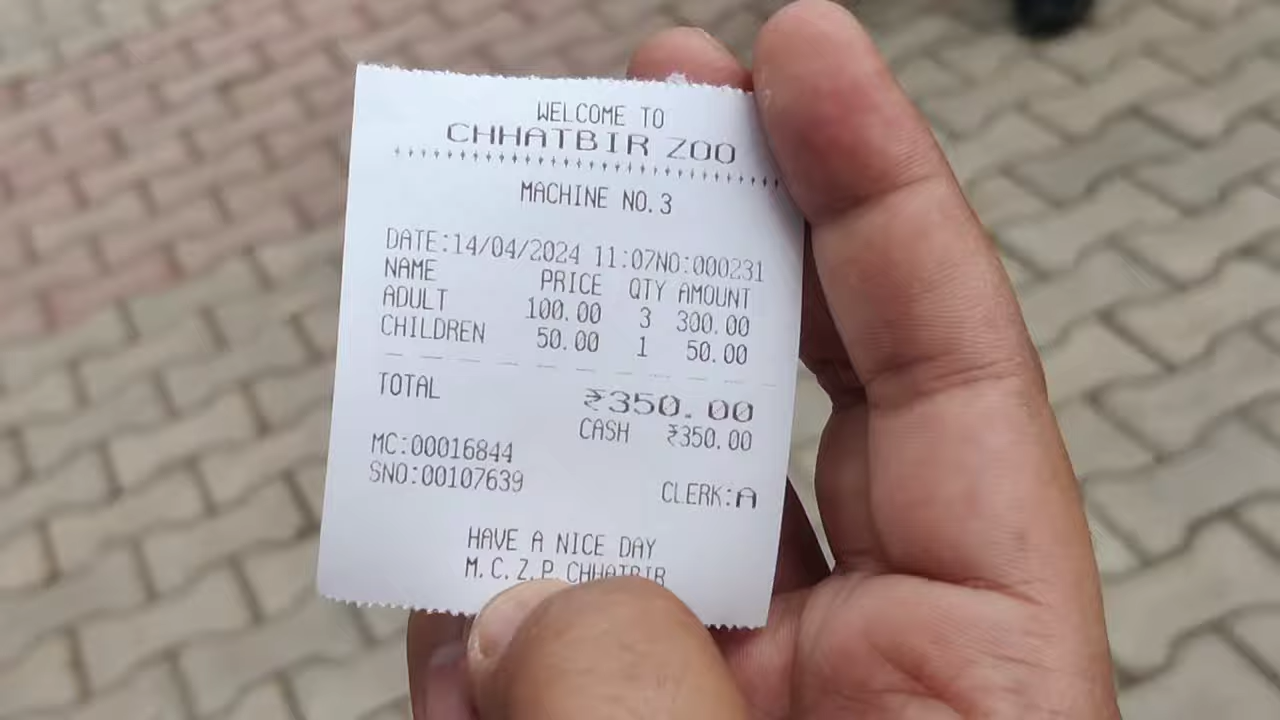 WELCOME TO
CHHATBIR ZOO
MACHINE NO.3
DATE:14/04/2024 11:07NO:000231
NAME PRICE QTY AMOUNT
ADULT 100.00 3 300.00
CHILDREN 50.00 1 50.00
TOTAL ₹350.00
CASH ₹350.00
MC:00016844
SNO:00107639 CLERK:A
HAVE A NICE DAY
M.C.Z.P CHHATBIR